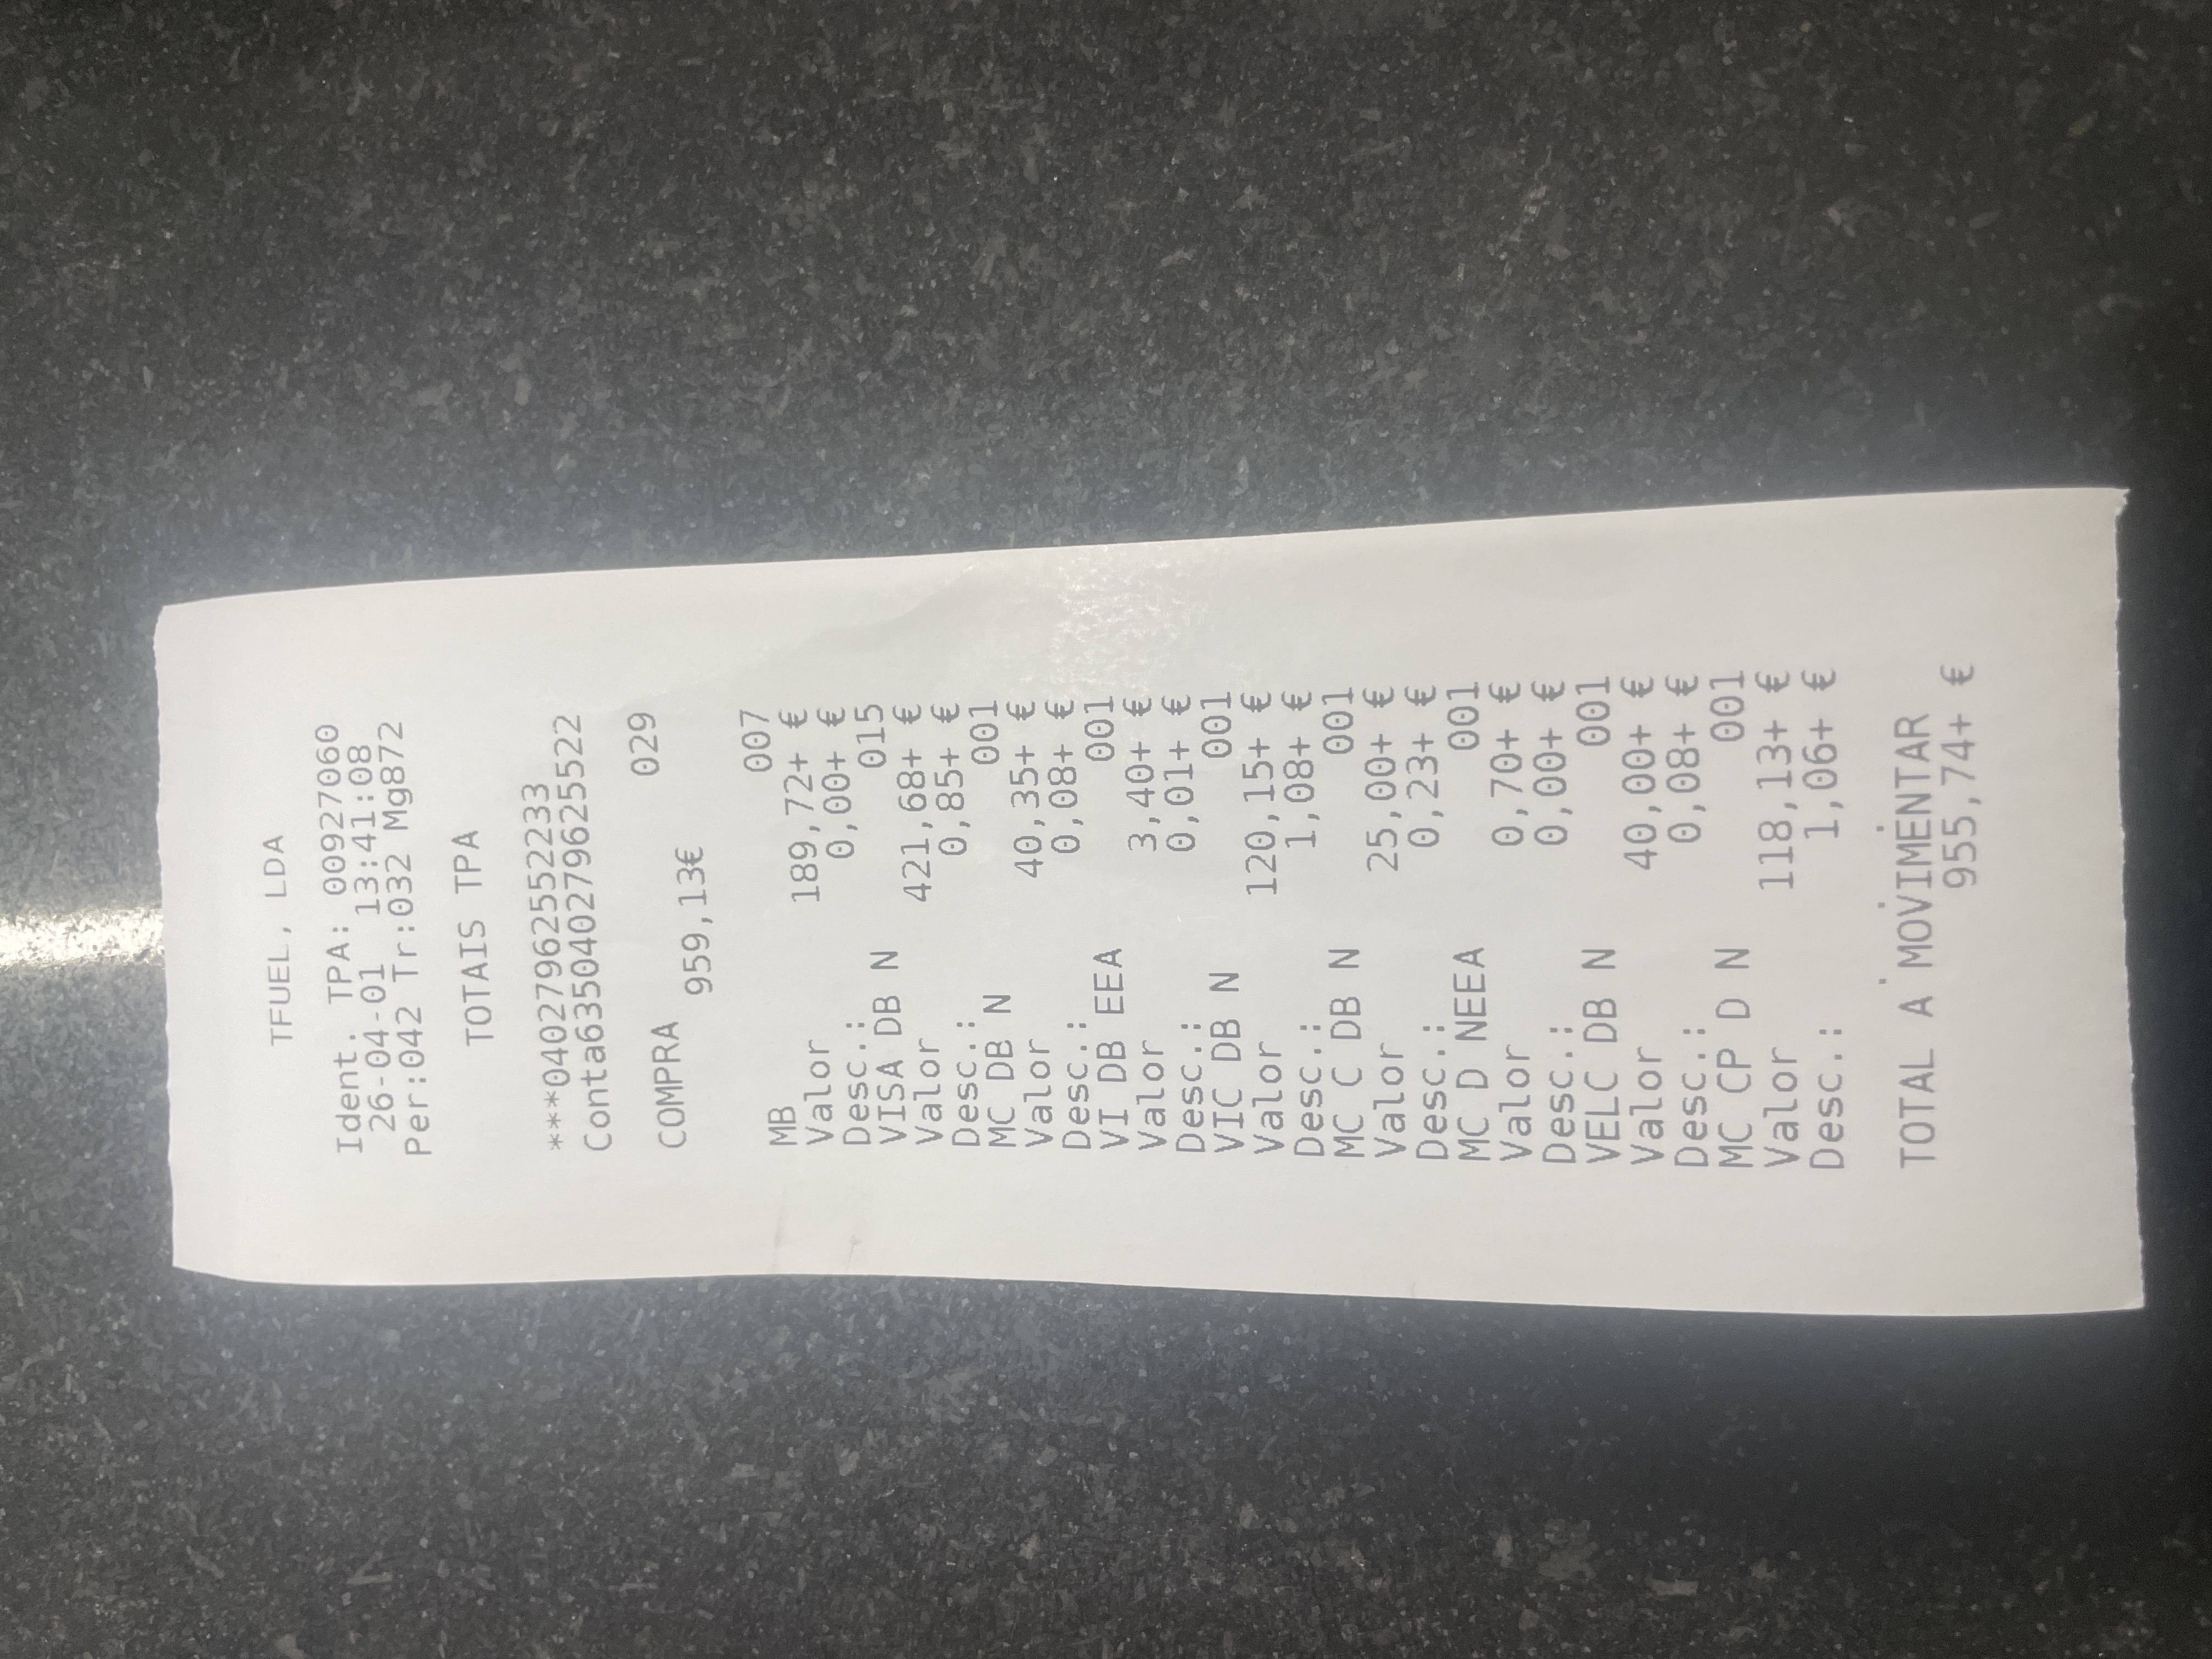 TFUEL, LDA
Ident. TPA: 000927060
26-04-01 13:41:08
Per:042 Tr:032 Mg872
TOTAIS TPA
***04027962552233
Conta6350402796255522
COMPRA 029
959,13€
MB 007
Valor 189,72+ €
Desc.: 0,00+ €
VISA DB N 015
Valor 421,68+ €
Desc.: 0,85+ €
MC DB N 001
Valor 40,35+ €
Desc.: 0,08+ €
VI DB EEA 001
Valor 3,40+ €
Desc.: 0,01+ €
VIC DB N 001
Valor 120,15+ €
Desc.: 1,08+ €
MC C DB N 001
Valor 25,00+ €
Desc.: 0,23+ €
MC D NEEA 001
Valor 0,70+ €
Desc.: 0,00+ €
VELC DB N 001
Valor 40,00+ €
Desc.: 0,08+ €
MC CP D N 001
Valor 118,13+ €
Desc.: 1,06+ €
TOTAL A MOVIMENTAR
955,74+ €